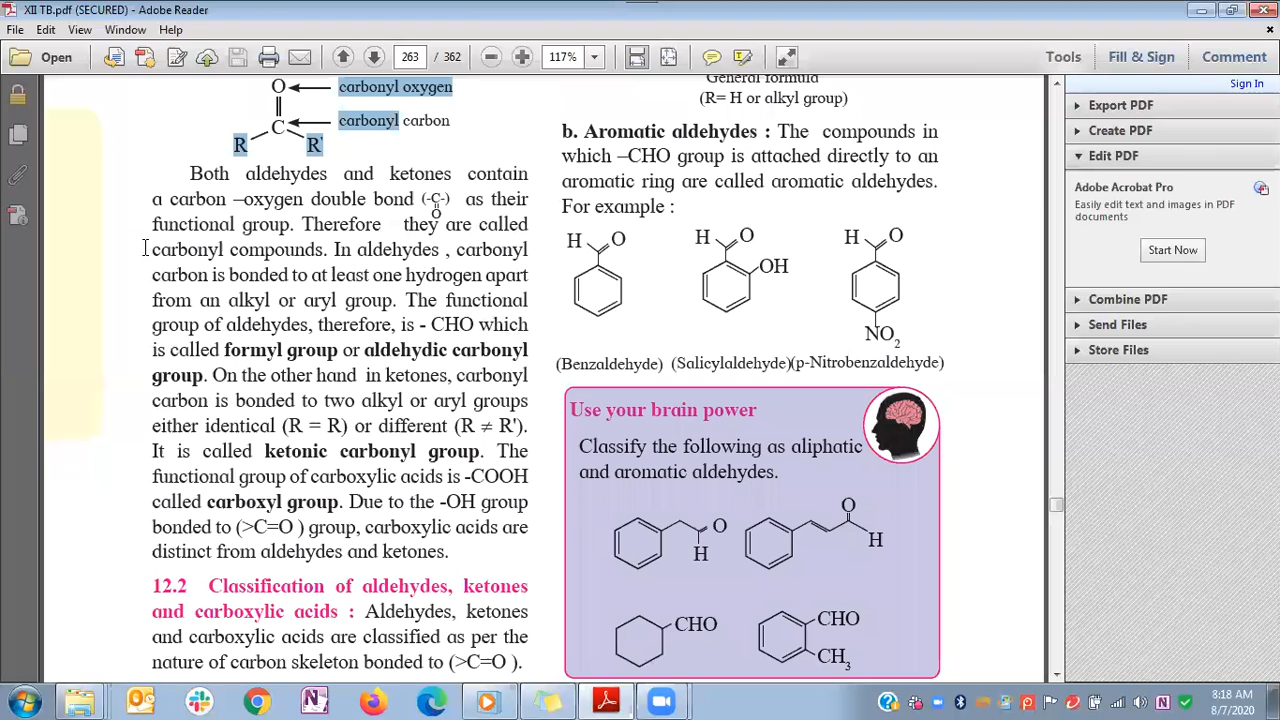 XII TB.pdf (SECURED) - Adobe Reader
File Edit View Window Help
Open 263 / 362 117% Tools Fill & Sign Comment
Sign In
Export PDF
Create PDF
Edit PDF
Adobe Acrobat Pro
Easily edit text and images in PDF
documents
Start Now
Combine PDF
Send Files
Store Files
O carbonyl oxygen
C carbonyl carbon
R R'
Both aldehydes and ketones contain
a carbon –oxygen double bond (-C-) as their
O
functional group. Therefore they are called
carbonyl compounds. In aldehydes , carbonyl
carbon is bonded to at least one hydrogen apart
from an alkyl or aryl group. The functional
group of aldehydes, therefore, is - CHO which
is called formyl group or aldehydic carbonyl
group. On the other hand in ketones, carbonyl
carbon is bonded to two alkyl or aryl groups
either identical (R = R) or different (R ≠ R').
It is called ketonic carbonyl group. The
functional group of carboxylic acids is -COOH
called carboxyl group. Due to the -OH group
bonded to (>C=O ) group, carboxylic acids are
distinct from aldehydes and ketones.
12.2 Classification of aldehydes, ketones
and carboxylic acids : Aldehydes, ketones
and carboxylic acids are classified as per the
nature of carbon skeleton bonded to (>C=O ).
General formula
(R= H or alkyl group)
b. Aromatic aldehydes : The compounds in
which –CHO group is attached directly to an
aromatic ring are called aromatic aldehydes.
For example :
H O H O H O
OH
NO2
(Benzaldehyde) (Salicylaldehyde)(p-Nitrobenzaldehyde)
Use your brain power
Classify the following as aliphatic
and aromatic aldehydes.
O O
H H
CHO CHO
CH3
8:18 AM
8/7/2020